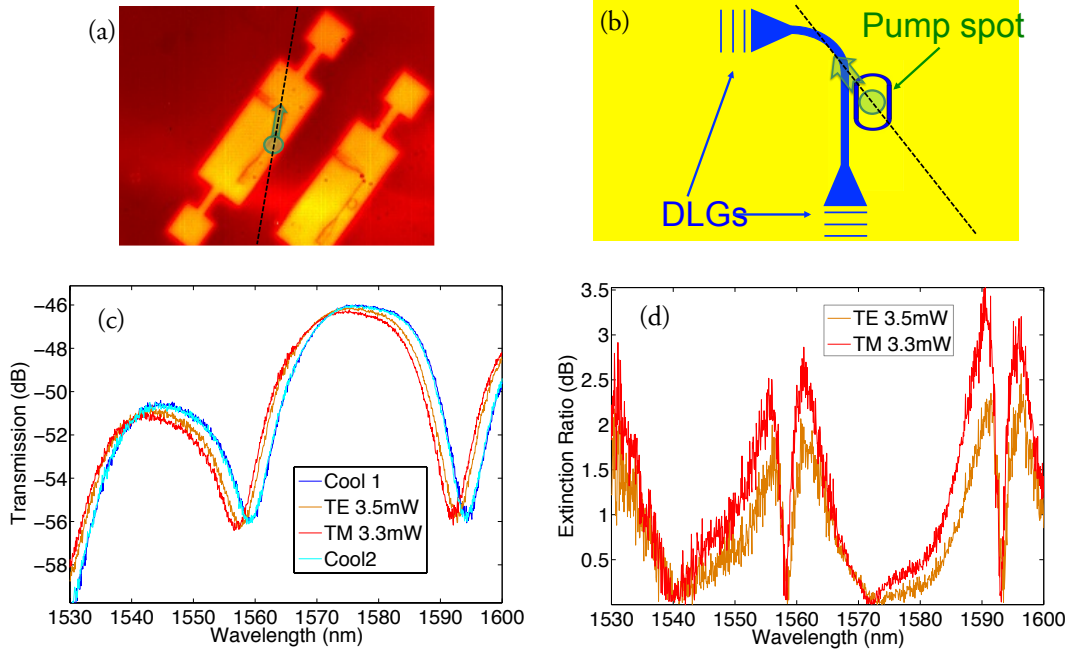 (a)
(b)
Pump spot
DLGs
(c)
Transmission (dB)
−46
−48
−50
−52
−54
−56
−58
Cool 1
TE 3.5mW
TM 3.3mW
Cool2
1530 1540 1550 1560 1570 1580 1590 1600
Wavelength (nm)
(d)
Extinction Ratio (dB)
3.5
3
2.5
2
1.5
1
0.5
TE 3.5mW
TM 3.3mW
1530 1540 1550 1560 1570 1580 1590 1600
Wavelength (nm)